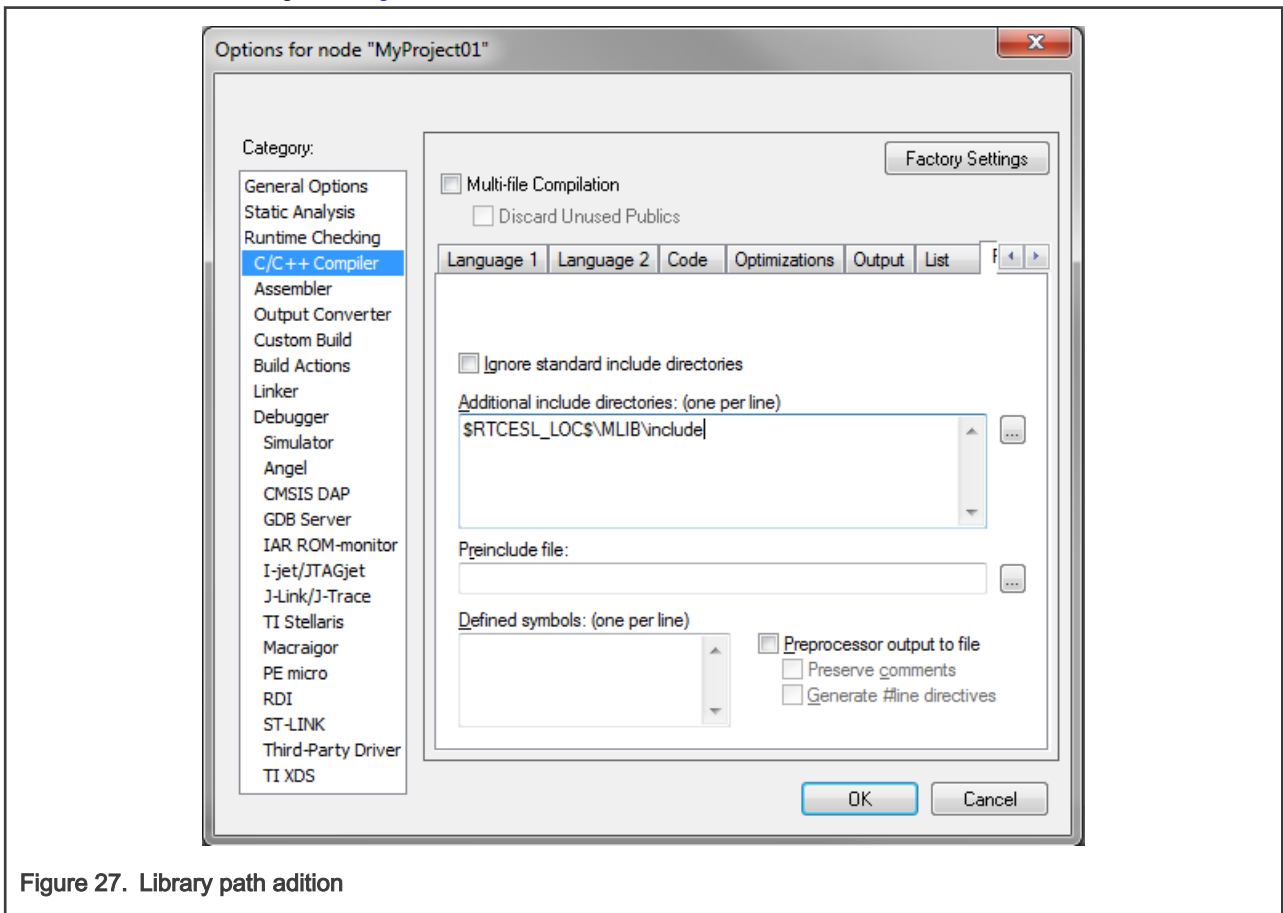 Options for node "MyProject01"
Category:
General Options
Static Analysis
Runtime Checking
C/C++ Compiler
Assembler
Output Converter
Custom Build
Build Actions
Linker
Debugger
Simulator
Angel
CMSIS DAP
GDB Server
IAR ROM-monitor
I-jet/JTAGjet
J-Link/J-Trace
TI Stellaris
Macraigor
PE micro
RDI
ST-LINK
Third-Party Driver
TI XDS
Factory Settings
Multi-file Compilation
Discard Unused Publics
Language 1 Language 2 Code Optimizations Output List
Ignore standard include directories
Additional include directories: (one per line)
$RTCESL_LOC$\MLIB\include
...
Preinclude file:
...
Defined symbols: (one per line)
Preprocessor output to file
Preserve comments
Generate #line directives
OK Cancel
Figure 27. Library path adition